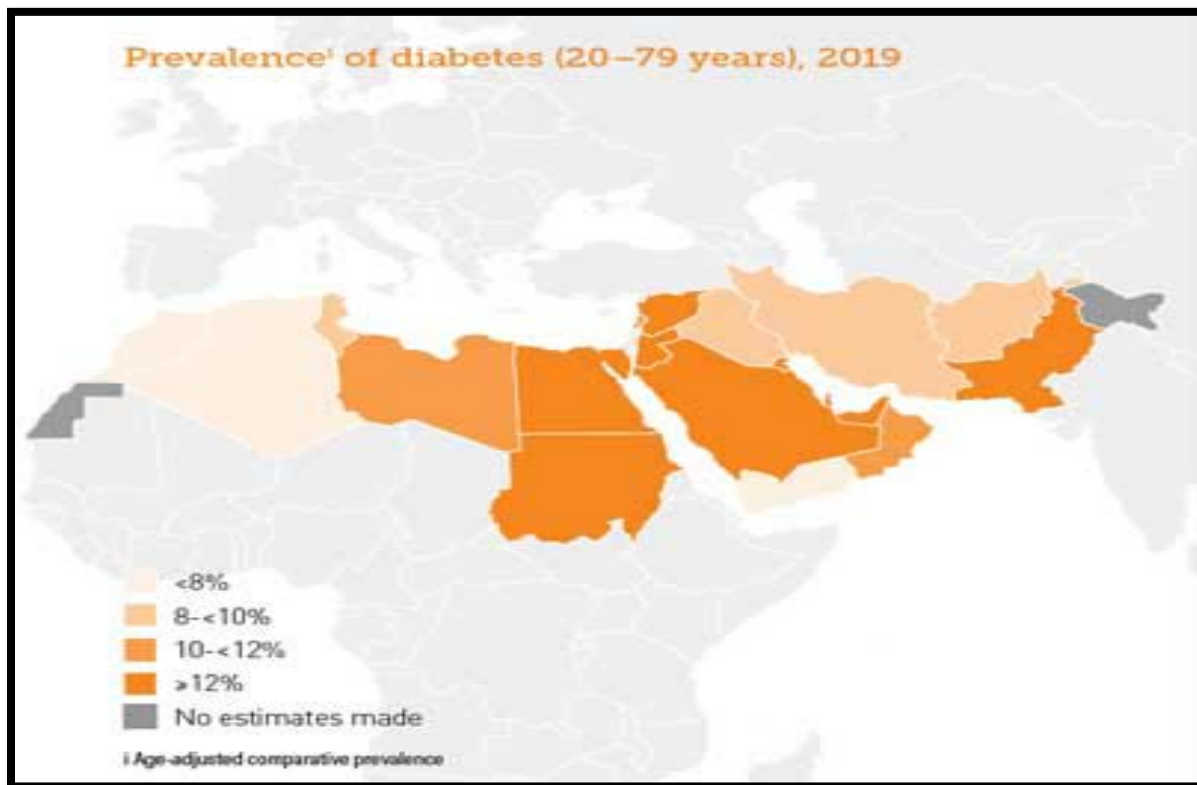 Prevalenceⁱ of diabetes (20–79 years), 2019
<8%
8-<10%
10-<12%
≥12%
No estimates made
i Age-adjusted comparative prevalence